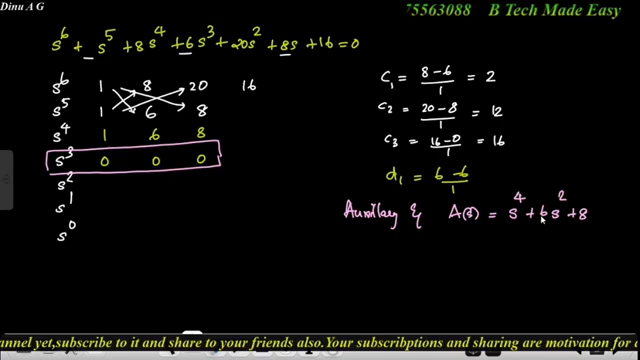 Dinu A G
75563088 B Tech Made Easy
s⁶ + s⁵ + 8s⁴ + 6s³ + 20s² + 8s + 16 = 0
s⁶ 1 8 20 16
s⁵ 1 6 8
s⁴ 1 6 8
s³ 0 0 0
s²
s¹
s⁰
C₁ = (8-6)/1 = 2
C₂ = (20-8)/1 = 12
C₃ = (16-0)/1 = 16
d₁ = (6-6)/1
A(s) = s⁴ + 6s² + 8
annel yet,subscribe to it and share to your friends also.Your subscribptions and sharing are motivation for